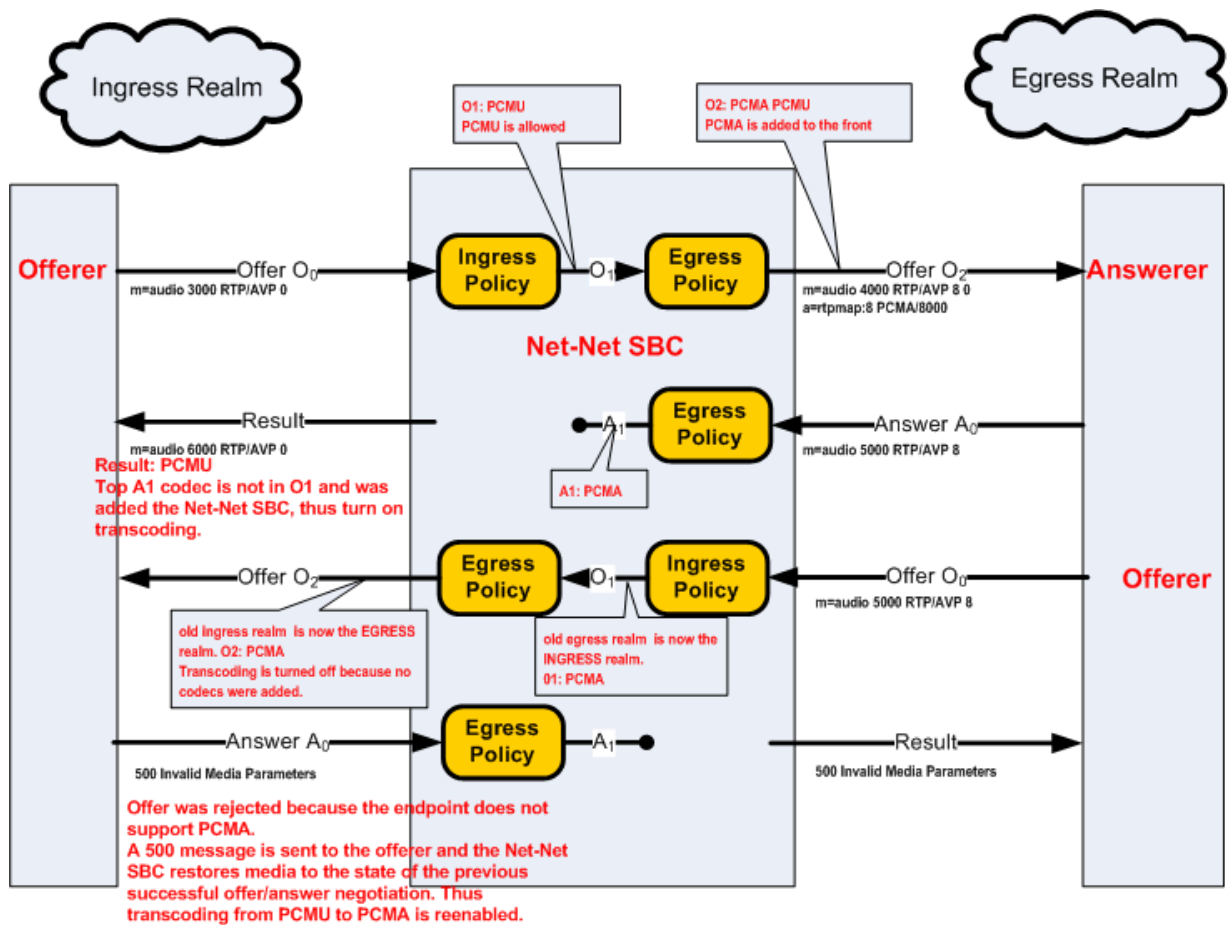 Ingress Realm
Egress Realm
O1: PCMU
PCMU is allowed
O2: PCMA PCMU
PCMA is added to the front
Offerer
Offer O0
m=audio 3000 RTP/AVP 0
Ingress
Policy
O1
Egress
Policy
Offer O2
m=audio 4000 RTP/AVP 8 0
a=rtpmap:8 PCMA/8000
Answerer
Net-Net SBC
Result
m=audio 6000 RTP/AVP 0
Result: PCMU
Top A1 codec is not in O1 and was
added the Net-Net SBC, thus turn on
transcoding.
A1
Egress
Policy
Answer A0
m=audio 5000 RTP/AVP 8
A1: PCMA
Offer O2
Egress
Policy
O1
Ingress
Policy
Offer O0
m=audio 5000 RTP/AVP 8
Offerer
old ingress realm is now the EGRESS
realm. O2: PCMA
Transcoding is turned off because no
codecs were added.
old egress realm is now the
INGRESS realm.
01: PCMA
Answer A0
500 Invalid Media Parameters
Egress
Policy
A1
Result
500 Invalid Media Parameters
Offer was rejected because the endpoint does not
support PCMA.
A 500 message is sent to the offerer and the Net-Net
SBC restores media to the state of the previous
successful offer/answer negotiation. Thus
transcoding from PCMU to PCMA is reenabled.